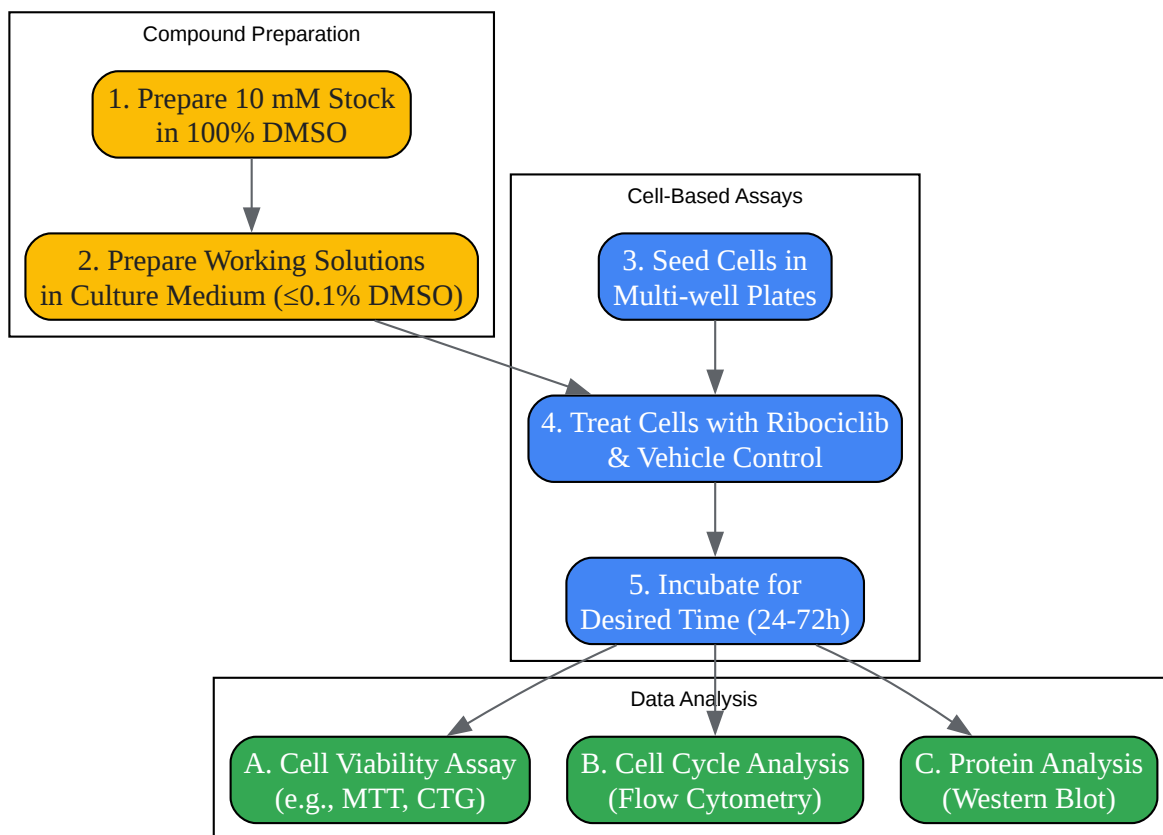 Compound Preparation
1. Prepare 10 mM Stock
in 100% DMSO
2. Prepare Working Solutions
in Culture Medium (≤0.1% DMSO)
Cell-Based Assays
3. Seed Cells in
Multi-well Plates
4. Treat Cells with Ribociclib
& Vehicle Control
5. Incubate for
Desired Time (24-72h)
Data Analysis
A. Cell Viability Assay
(e.g., MTT, CTG)
B. Cell Cycle Analysis
(Flow Cytometry)
C. Protein Analysis
(Western Blot)